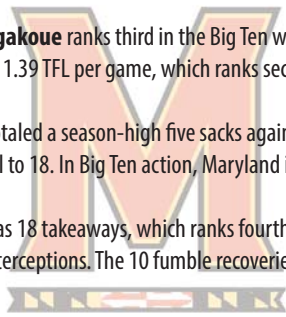 gakoue ranks third in the Big Ten w
1.39 TFL per game, which ranks sec
taled a season-high five sacks again
l to 18. In Big Ten action, Maryland i
as 18 takeaways, which ranks fourth
terceptions. The 10 fumble recoverie
M